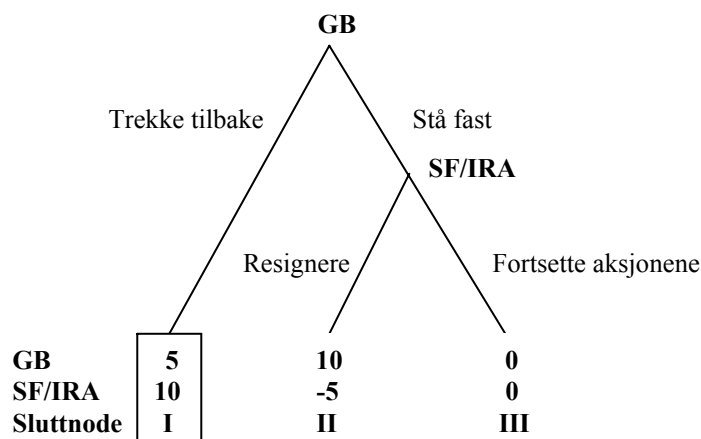 GB
Trekke tilbake
Stå fast
SF/IRA
Resignere
Fortsette aksjonene
GB 5 10 0
SF/IRA 10 -5 0
Sluttnode I II III